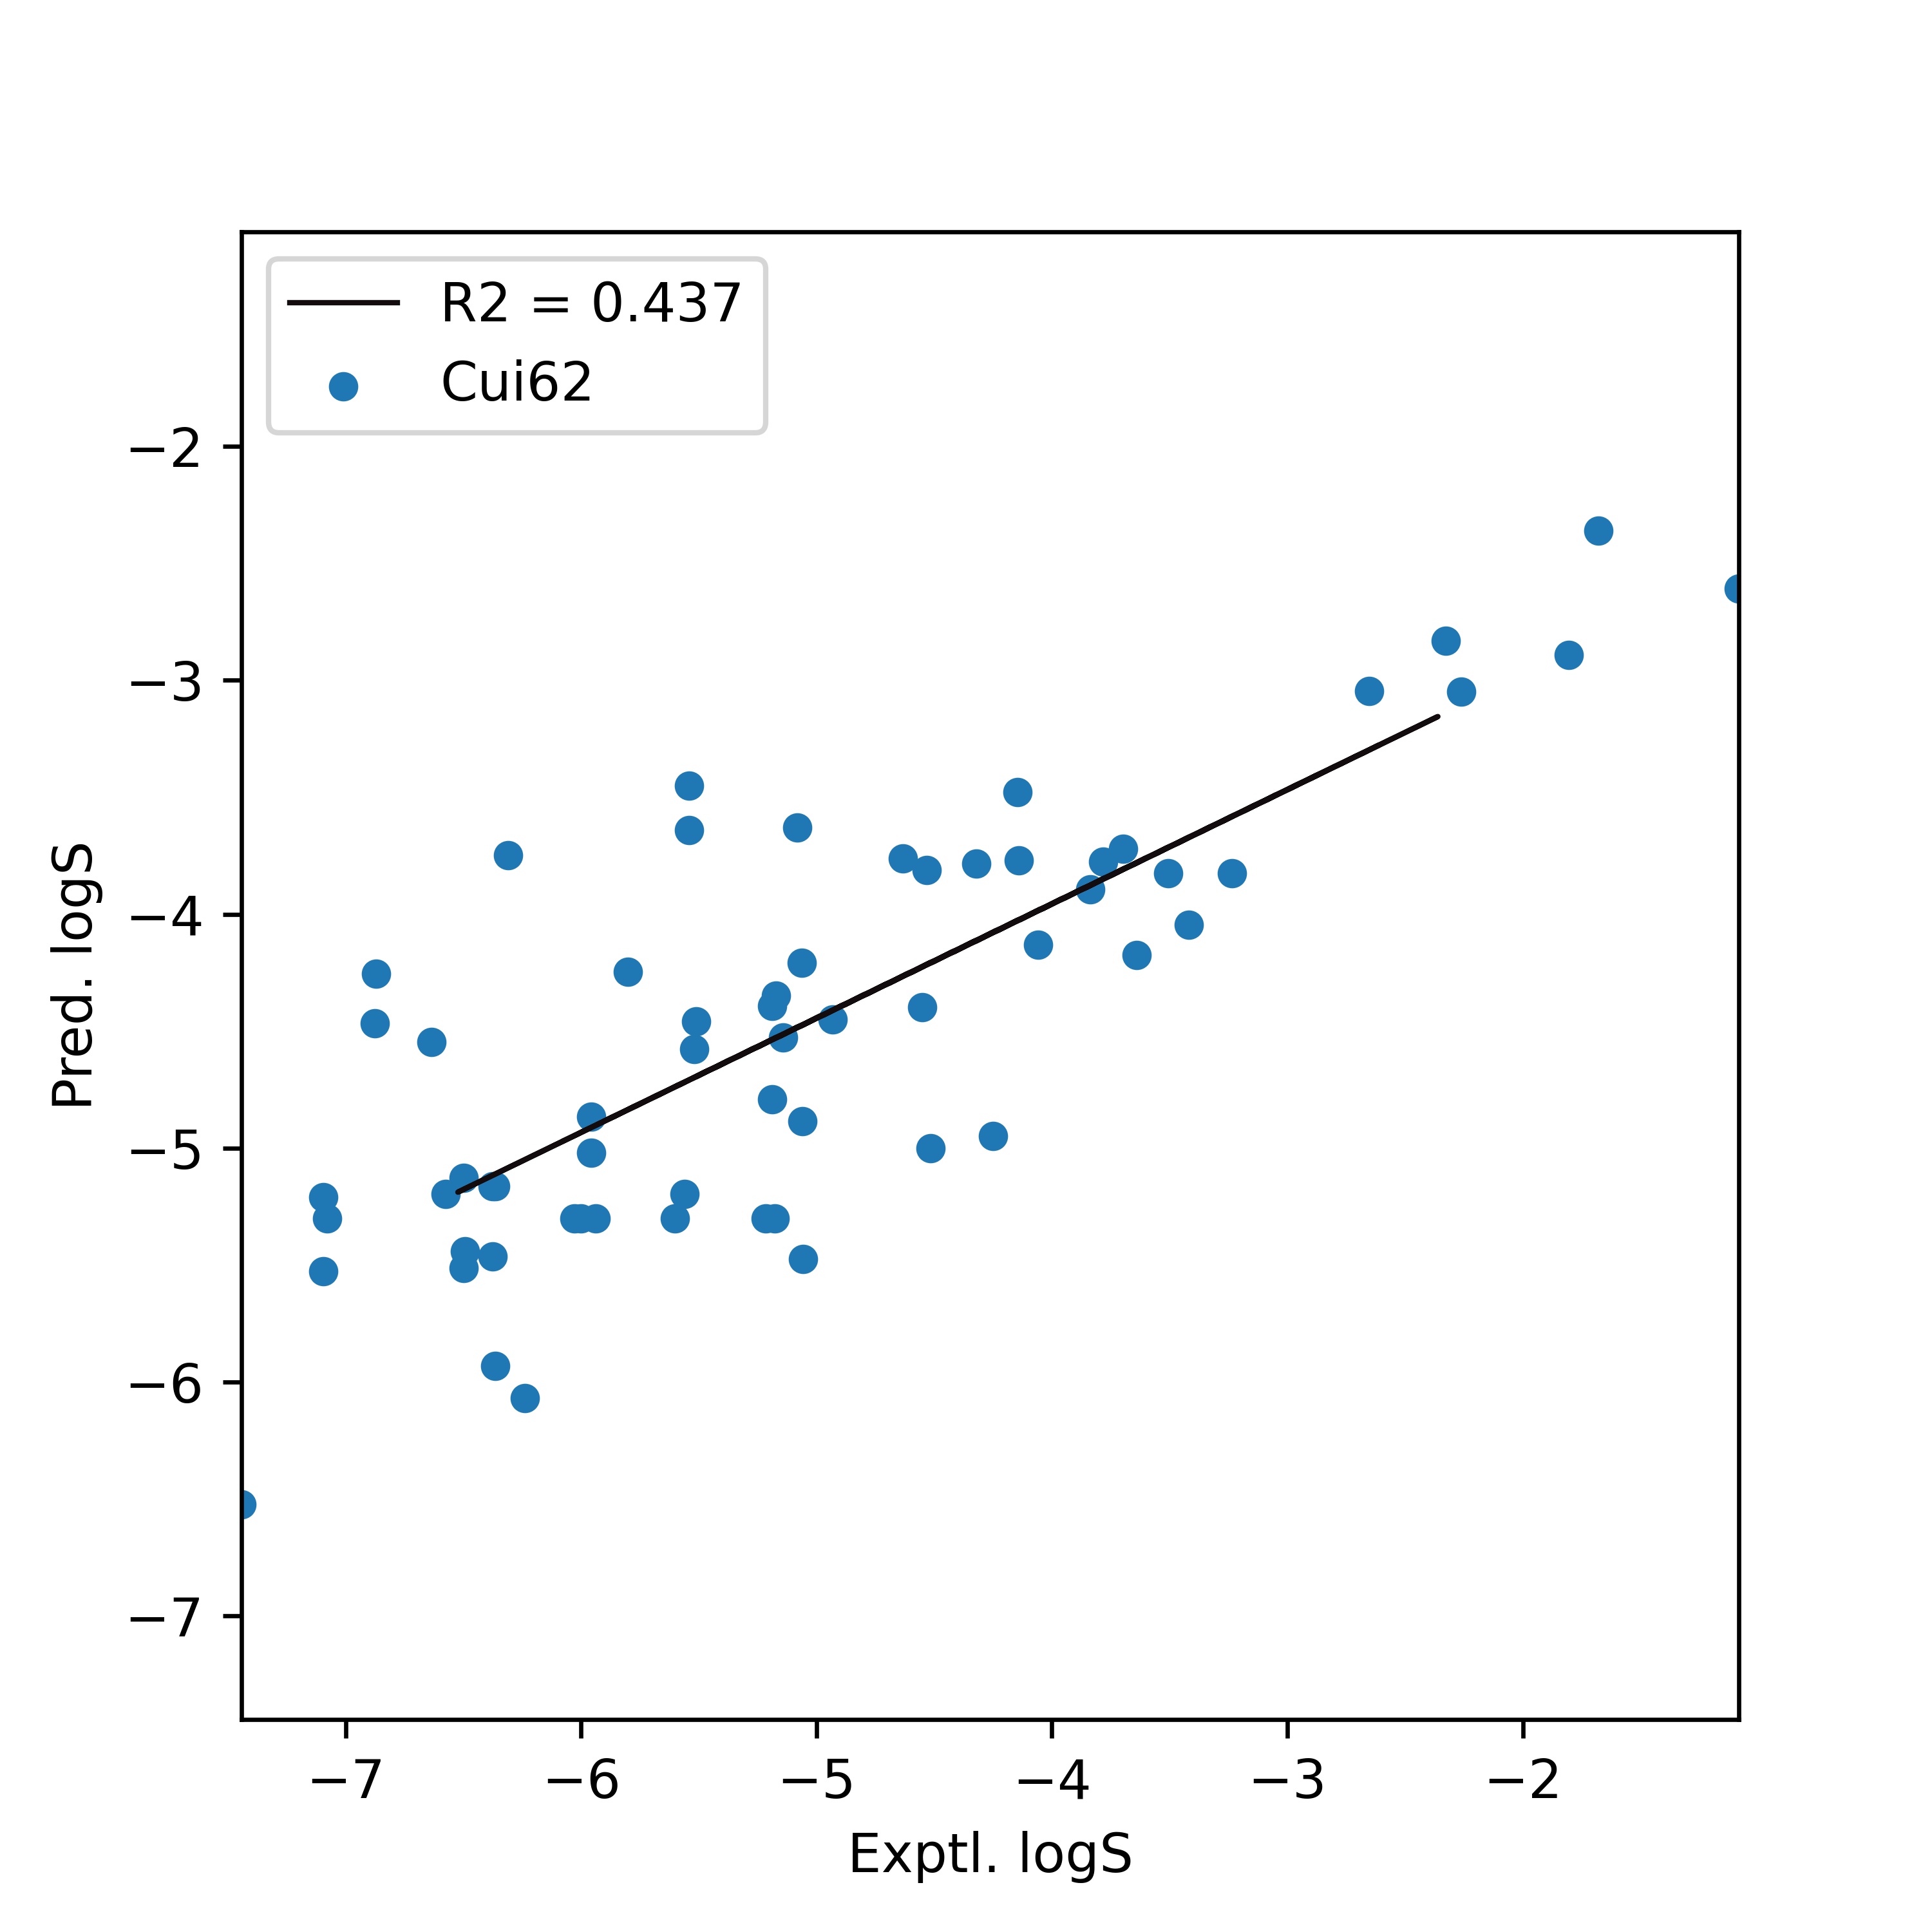 R2 = 0.437
Cui62
−2
−3
−4
−5
−6
−7
Pred. logS
−7 −6 −5 −4 −3 −2
Exptl. logS